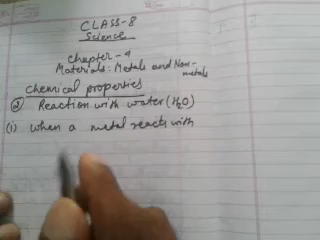 CLASS-8
Science
Chapter-4
Materials: Metals and Non-
metals
Chemical properties
② Reaction with water (H₂O)
(1) when a metal reacts with